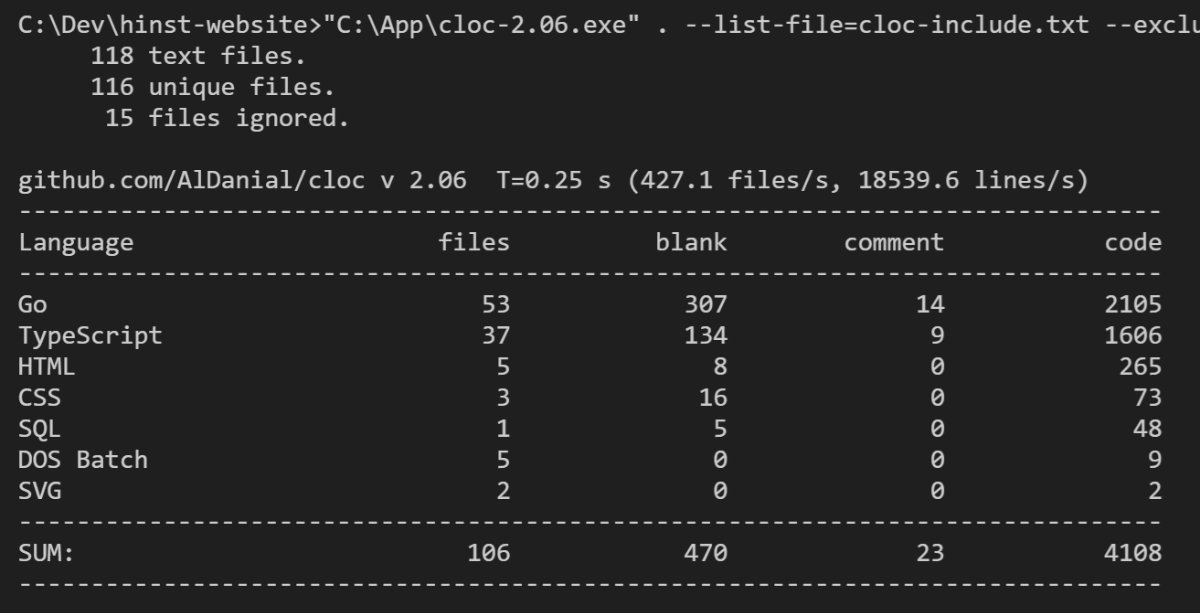 C:\Dev\hinst-website>"C:\App\cloc-2.06.exe" . --list-file=cloc-include.txt --exclu
118 text files.
116 unique files.
15 files ignored.
github.com/AlDanial/cloc v 2.06  T=0.25 s (427.1 files/s, 18539.6 lines/s)
-------------------------------------------------------------------------------
Language                     files          blank        comment           code
-------------------------------------------------------------------------------
Go                              53            307             14           2105
TypeScript                      37            134              9           1606
HTML                             5              8              0            265
CSS                              3             16              0             73
SQL                              1              5              0             48
DOS Batch                        5              0              0              9
SVG                              2              0              0              2
-------------------------------------------------------------------------------
SUM:                           106            470             23           4108
-------------------------------------------------------------------------------